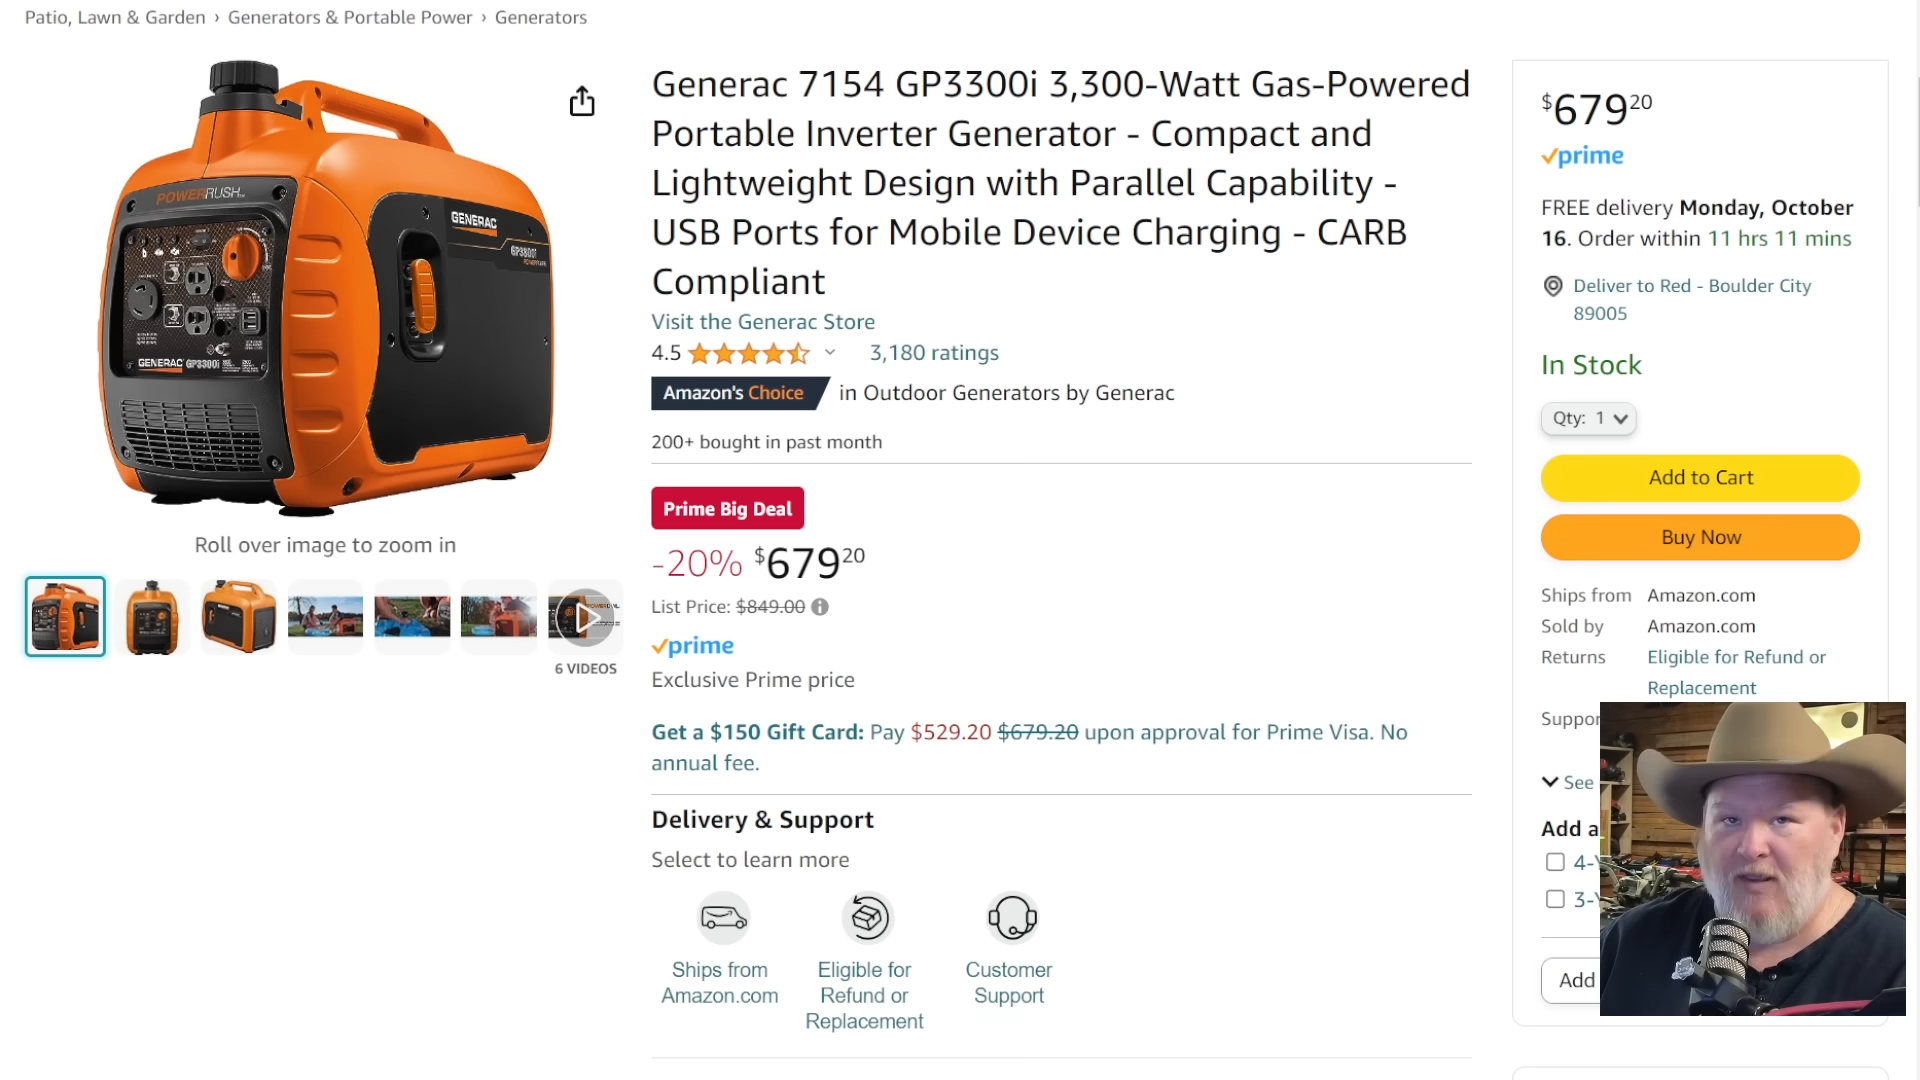 Patio, Lawn & Garden › Generators & Portable Power › Generators
POWERRUSH
GENERAC
GP3300i
GENERAC GP3300i
Roll over image to zoom in
6 VIDEOS
Generac 7154 GP3300i 3,300-Watt Gas-Powered
Portable Inverter Generator - Compact and
Lightweight Design with Parallel Capability -
USB Ports for Mobile Device Charging - CARB
Compliant
Visit the Generac Store
4.5 3,180 ratings
Amazon's Choice in Outdoor Generators by Generac
200+ bought in past month
Prime Big Deal
-20% $679 20
List Price: $849.00
prime
Exclusive Prime price
Get a $150 Gift Card: Pay $529.20 $679.20 upon approval for Prime Visa. No
annual fee.
Delivery & Support
Select to learn more
Ships from
Amazon.com
Eligible for
Refund or
Replacement
Customer
Support
$679 20
prime
FREE delivery Monday, October
16. Order within 11 hrs 11 mins
Deliver to Red - Boulder City
89005
In Stock
Qty: 1
Add to Cart
Buy Now
Ships from Amazon.com
Sold by Amazon.com
Returns Eligible for Refund or
Replacement
Suppor
See
Add a
4-
3-
Add